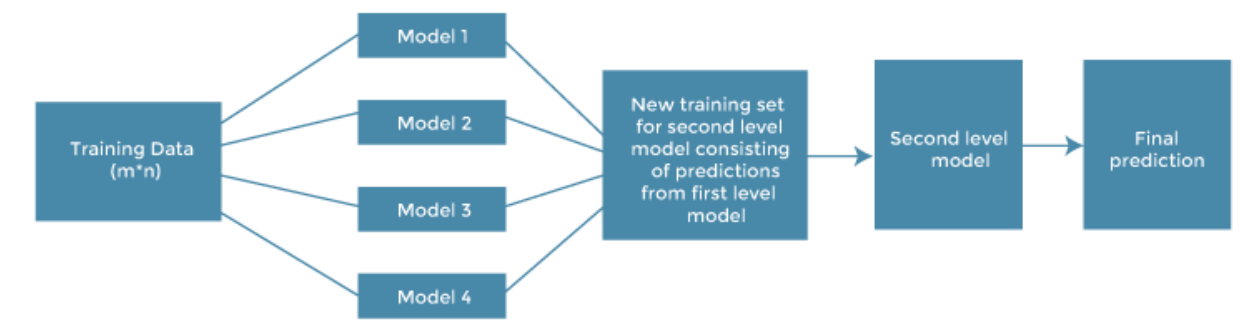 Training Data
(m*n)
Model 1
Model 2
Model 3
Model 4
New training set
for second level
model consisting
of predictions
from first level
model
Second level
model
Final
prediction